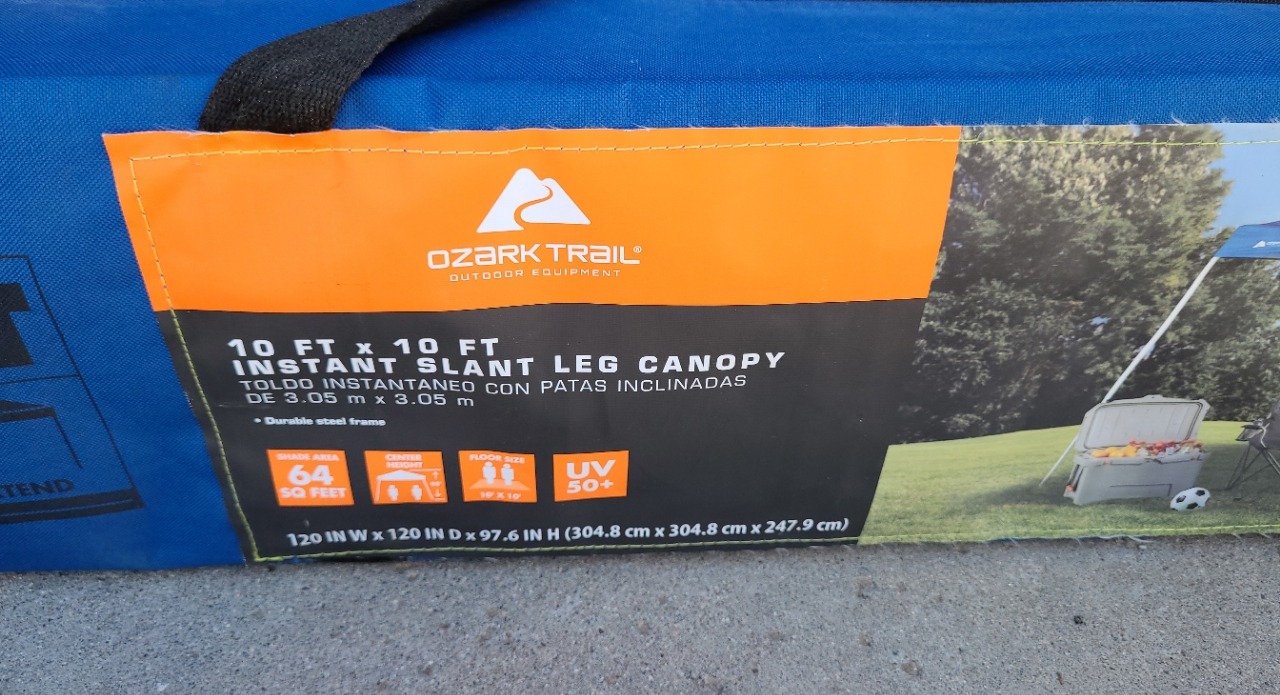 OZARK TRAIL®
OUTDOOR EQUIPMENT
10 FT x 10 FT
INSTANT SLANT LEG CANOPY
TOLDO INSTANTANEO CON PATAS INCLINADAS
DE 3.05 m x 3.05 m
• Durable steel frame
SHADE AREA
64
SQ FEET
CENTER
HEIGHT
FLOOR SIZE
10' X 10'
UV
50+
120 IN W x 120 IN D x 97.6 IN H (304.8 cm x 304.8 cm x 247.9 cm)